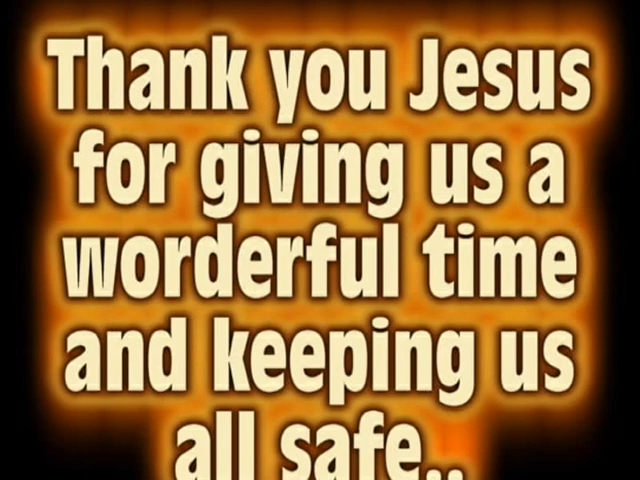 Thank you Jesus
for giving us a
worderful time
and keeping us
all safe..